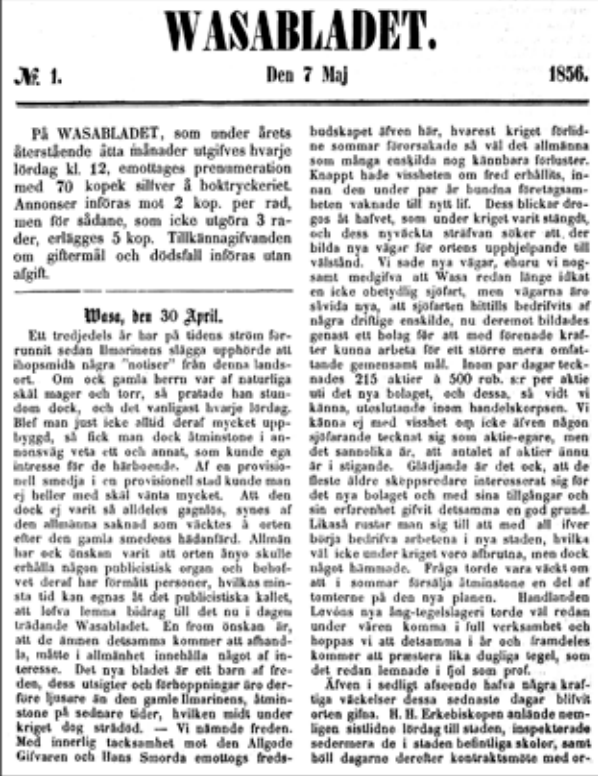 WASABLADET.
№ 1.
Den 7 Maj
1856.
På WASABLADET, som under årets
återstående åtta månader utgifves hvarje
lördag kl. 12, emottages prenumeration
med 70 kopek silfver å boktryckeriet.
Annonser införas mot 2 kop. per rad,
men för sådane, som icke utgöra 3 ra-
der, erlägges 5 kop. Tillkännagifvanden
om giftermål och dödsfall införas utan
afgift.
Wasa, den 30 April.
Ett tredjedels år har på tidens ström för-
runnit sedan Ilmarinens slägga upphörde att
ihopsmida några "notiser" från denna lands-
ort. Om ock gamla herrn var af naturliga
skäl mager och torr, så pratade han stun-
dom dock, och det vanligast hvarje lördag.
Blef man just icke alltid deraf mycket upp-
byggd, så fick man dock åtminstone i an-
nonsväg veta ett och annat, som kunde ega
intresse för de härboende. Af en provisio-
nell smedja i en provisionell stad kunde man
ej heller med skäl vänta mycket. Att den
dock ej varit så alldeles gagnlös, synes af
den allmänna saknad som väcktes å orten
efter den gamla smedens hädanfärd. Allmän
har ock önskan varit att orten ånyo skulle
erhålla någon publicistisk organ och behof-
vet deraf har förmått personer, hvilkas mins-
ta tid kan egnas åt det publicistiska kallet,
att lofva lemna bidrag till det nu i dagen
trädande Wasabladet. En from önskan är,
att de ämnen detsamma kommer att afhand-
la, måtte i allmänhet innehålla något af in-
teresse. Det nya bladet är ett barn af fre-
den, dess utsigter och förhoppningar äro der-
före ljusare än den gamle Ilmarinens, åtmin-
stone på sednare tider, hvilken midt under
kriget dog strådöd. — Vi nämnde freden.
Med innerlig tacksamhet mot den Allgode
Gifvaren och Hans Smorda emottogs freds-
budskapet äfven här, hvarest kriget förlid-
ne sommar förorsakade så väl det allmänna
som många enskilda nog kännbara förluster.
Knappt hade vissheten om fred erhållits, in-
nan den under par år bundna företagsam-
heten vaknade till nytt lif. Dess blickar dro-
gos åt hafvet, som under kriget varit stängdt,
och dess nyväckta sträfvan söker att der
bilda nya vägar för ortens upphjelpande till
välstånd. Vi sade nya vägar, ehuru vi nog-
samt medgifva att Wasa redan länge idkat
en icke obetydlig sjöfart, men vägarna äro
såvida nya, att sjöfarten hittills bedrifvits af
några driftige enskilde, nu deremot bildades
genast ett bolag för att med förenade kraf-
ter kunna arbeta för ett större mera omfat-
tande gemensamt mål. Inom par dagar teck-
nades 215 aktier à 500 rub. s:r per aktie
uti det nya bolaget, och dessa, så vidt vi
känna, uteslutande inom handelskorpsen. Vi
känna ej med visshet om icke äfven någon
sjöfarande tecknat sig som aktie-egare, men
det sannolika är, att antalet af aktier ännu
är i stigande. Glädjande är det ock, att de
fleste äldre skeppsredare interesserat sig för
det nya bolaget och med sina tillgångar och
sin erfarenhet gifvit detsamma en god grund.
Likaså rustar man sig till att med all ifver
börja bedrifva arbetena i nya staden, hvilka
väl icke under kriget voro afbrutna, men dock
något hämmade. Fråga torde vara väckt om
att i sommar försälja åtminstone en del af
tomterne på den nya planen. Handlanden
Levóns nya ång-tegelslageri torde väl redan
under våren komma i full verksamhet och
hoppas vi att detsamma i år och framdeles
kommer att præstera lika dugliga tegel, som
det redan lemnade i fjol som prof.
Äfven i sedligt afseende hafva några kraf-
tiga väckelser dessa sednaste dagar blifvit
orten gifna. H. H. Erkebiskopen anlände nem-
ligen sistlidne lördag till staden, inspekterade
sedermera de i staden befintliga skolor, samt
höll dagarne derefter kontraktsmöte med or-